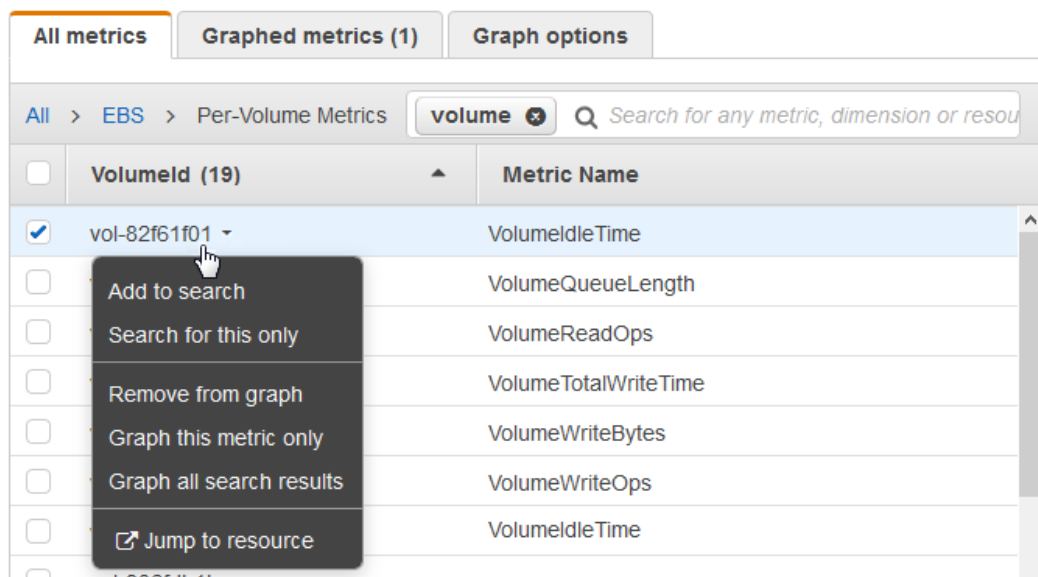 All metrics Graphed metrics (1) Graph options
All > EBS > Per-Volume Metrics volume Search for any metric, dimension or resou
VolumeId (19) Metric Name
vol-82f61f01 VolumeIdleTime
Add to search
VolumeQueueLength
Search for this only VolumeReadOps
Remove from graph VolumeTotalWriteTime
Graph this metric only VolumeWriteBytes
Graph all search results VolumeWriteOps
Jump to resource VolumeIdleTime